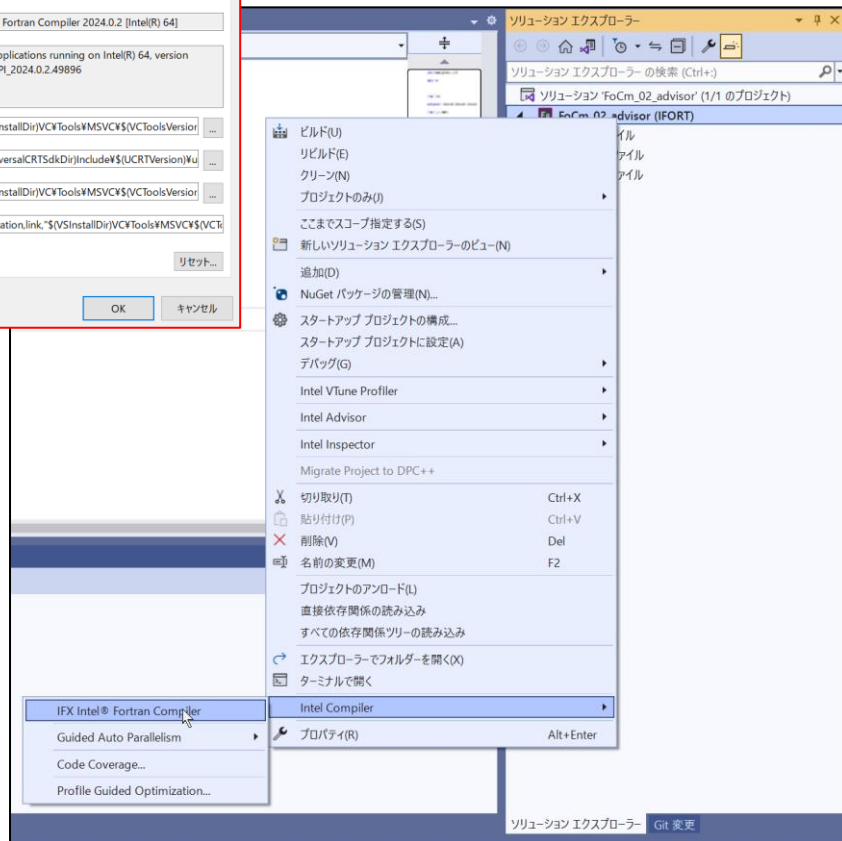 Fortran Compiler 2024.0.2 [Intel(R) 64]
pplications running on Intel(R) 64, version
PI_2024.0.2.49896
nstallDir)VC¥Tools¥MSVC¥$(VCToolsVersior
...
versalCRTSdkDir)Include¥$(UCRTVersion)¥u
...
nstallDir)VC¥Tools¥MSVC¥$(VCToolsVersior
...
ation,link,"$(VSInstallDir)VC¥Tools¥MSVC¥$(VCTo
リセット...
OK
キャンセル
ソリューション エクスプローラー
ソリューション エクスプローラー の検索 (Ctrl+:)
ソリューション 'FoCm_02_advisor' (1/1 のプロジェクト)
FoCm_02_advisor (IFORT)
イル
ァイル
ァイル
ビルド(U)
リビルド(E)
クリーン(N)
プロジェクトのみ(J)
ここまでスコープ指定する(S)
新しいソリューション エクスプローラーのビュー(N)
追加(D)
NuGet パッケージの管理(N)...
スタートアップ プロジェクトの構成...
スタートアップ プロジェクトに設定(A)
デバッグ(G)
Intel VTune Profiler
Intel Advisor
Intel Inspector
Migrate Project to DPC++
切り取り(T) Ctrl+X
貼り付け(P) Ctrl+V
削除(V) Del
名前の変更(M) F2
プロジェクトのアンロード(L)
直接依存関係の読み込み
すべての依存関係ツリーの読み込み
エクスプローラーでフォルダーを開く(X)
ターミナルで開く
Intel Compiler
プロパティ(R) Alt+Enter
IFX Intel® Fortran Compiler
Guided Auto Parallelism
Code Coverage...
Profile Guided Optimization...
ソリューション エクスプローラー Git 変更